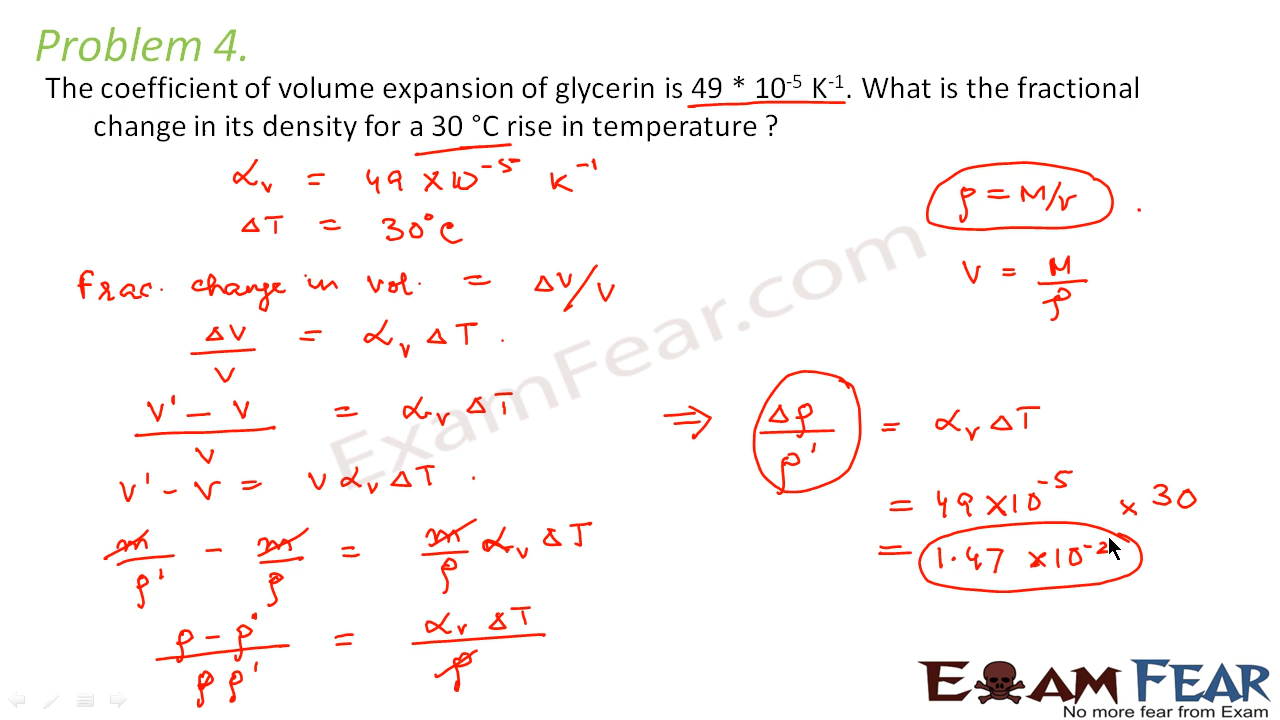 Problem 4.
The coefficient of volume expansion of glycerin is 49 * 10⁻⁵ K⁻¹. What is the fractional
change in its density for a 30 °C rise in temperature ?
αᵥ = 49 × 10⁻⁵ K⁻¹
ΔT = 30°C
frac. change in vol. = ΔV/V
ΔV/V = αᵥ ΔT.
V' - V / V = αᵥ ΔT
V' - V = V αᵥ ΔT.
m/ρ' - m/ρ = m/ρ αᵥ ΔT
ρ - ρ' / ρ ρ' = αᵥ ΔT / ρ
ρ = M/V.
V = M/ρ
⇒ Δρ/ρ' = αᵥ ΔT
= 49 × 10⁻⁵ × 30
= 1.47 × 10⁻²
ExamFear.com
EXAM FEAR
No more fear from Exam